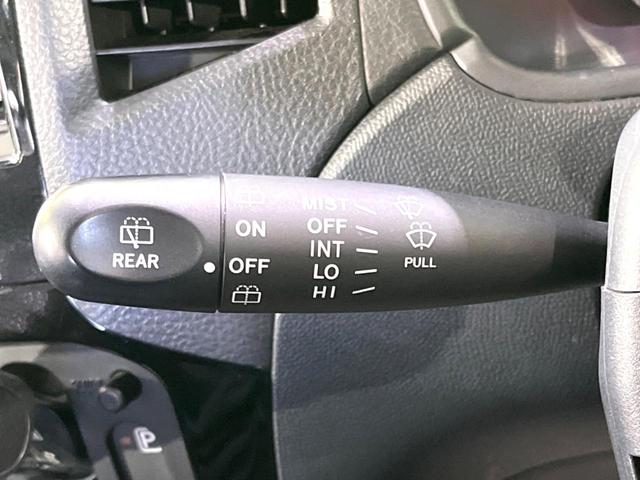 REAR
ON
OFF
MIST
OFF
INT
LO
HI
PULL
P